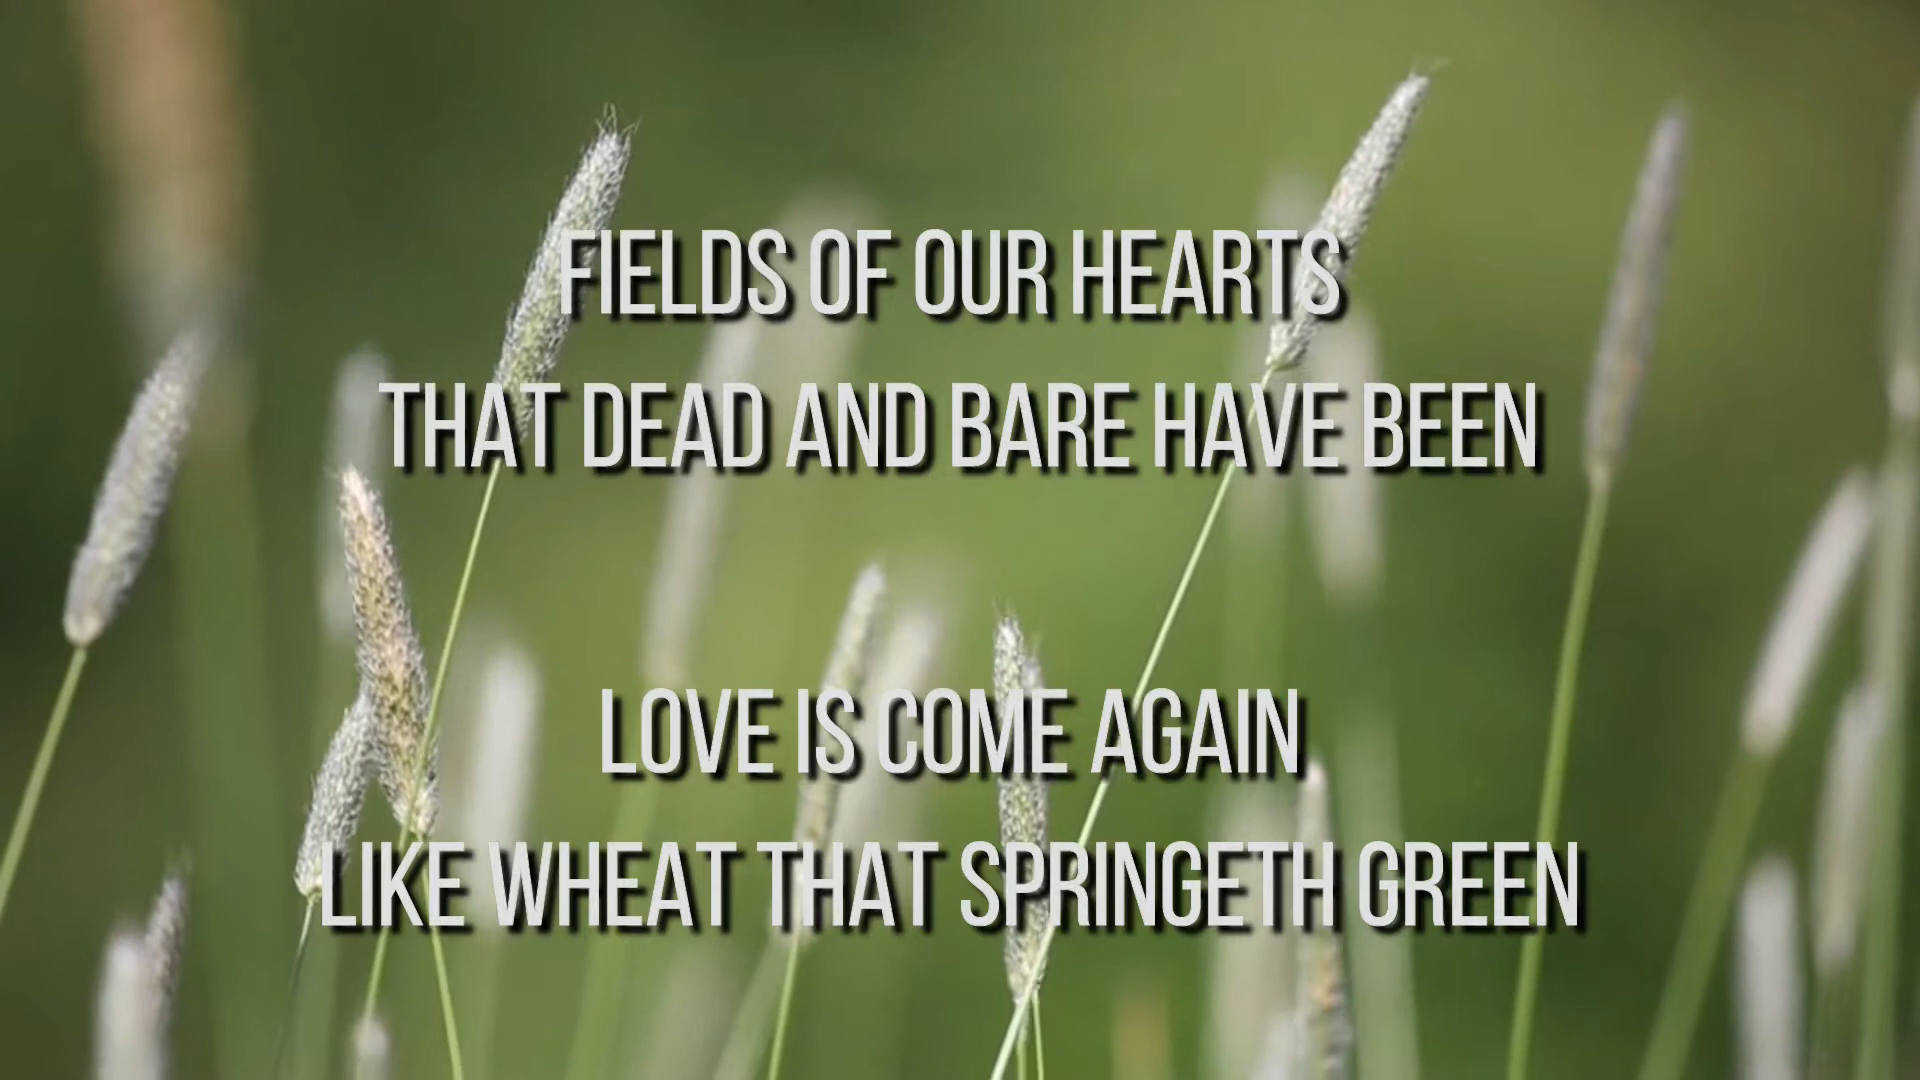 FIELDS OF OUR HEARTS
THAT DEAD AND BARE HAVE BEEN
LOVE IS COME AGAIN
LIKE WHEAT THAT SPRINGETH GREEN